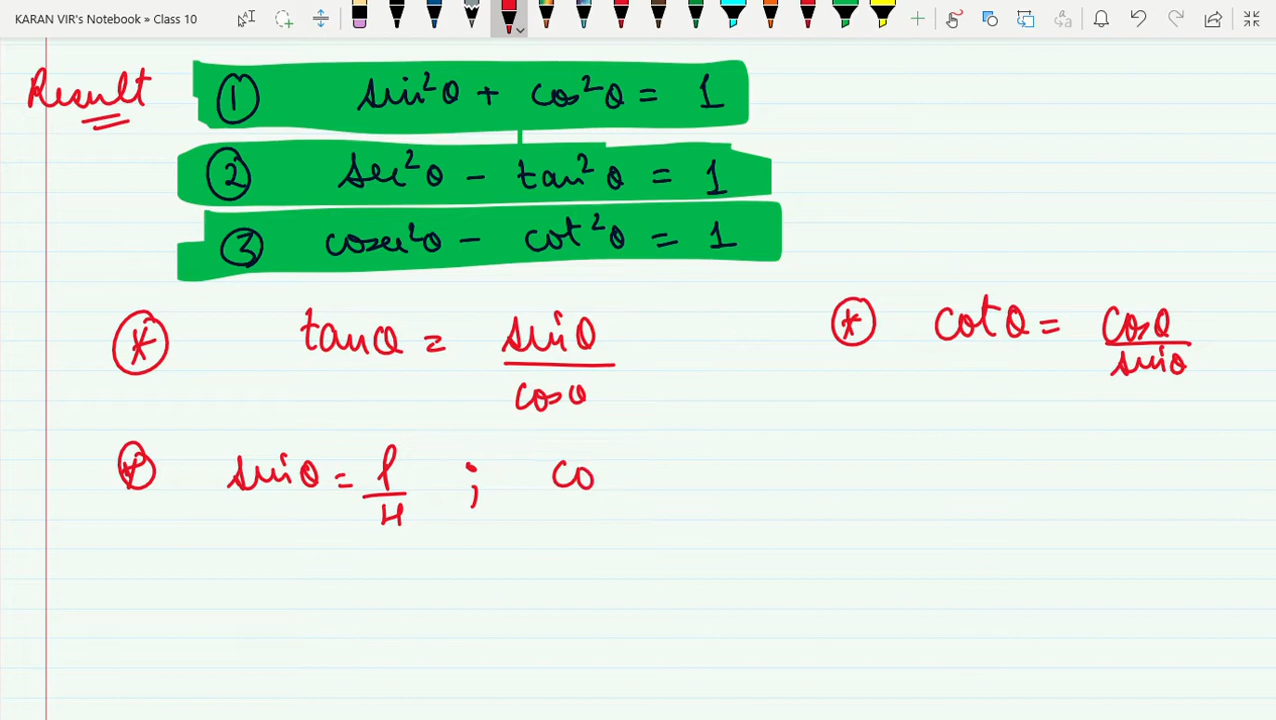 KARAN VIR's Notebook » Class 10
Result ① sin²θ + cos²θ = 1
② sec²θ - tan²θ = 1
③ cosec²θ - cot²θ = 1
* tanθ = sinθ / cosθ * cotθ = cosθ / sinθ
* sinθ = P / H ; co